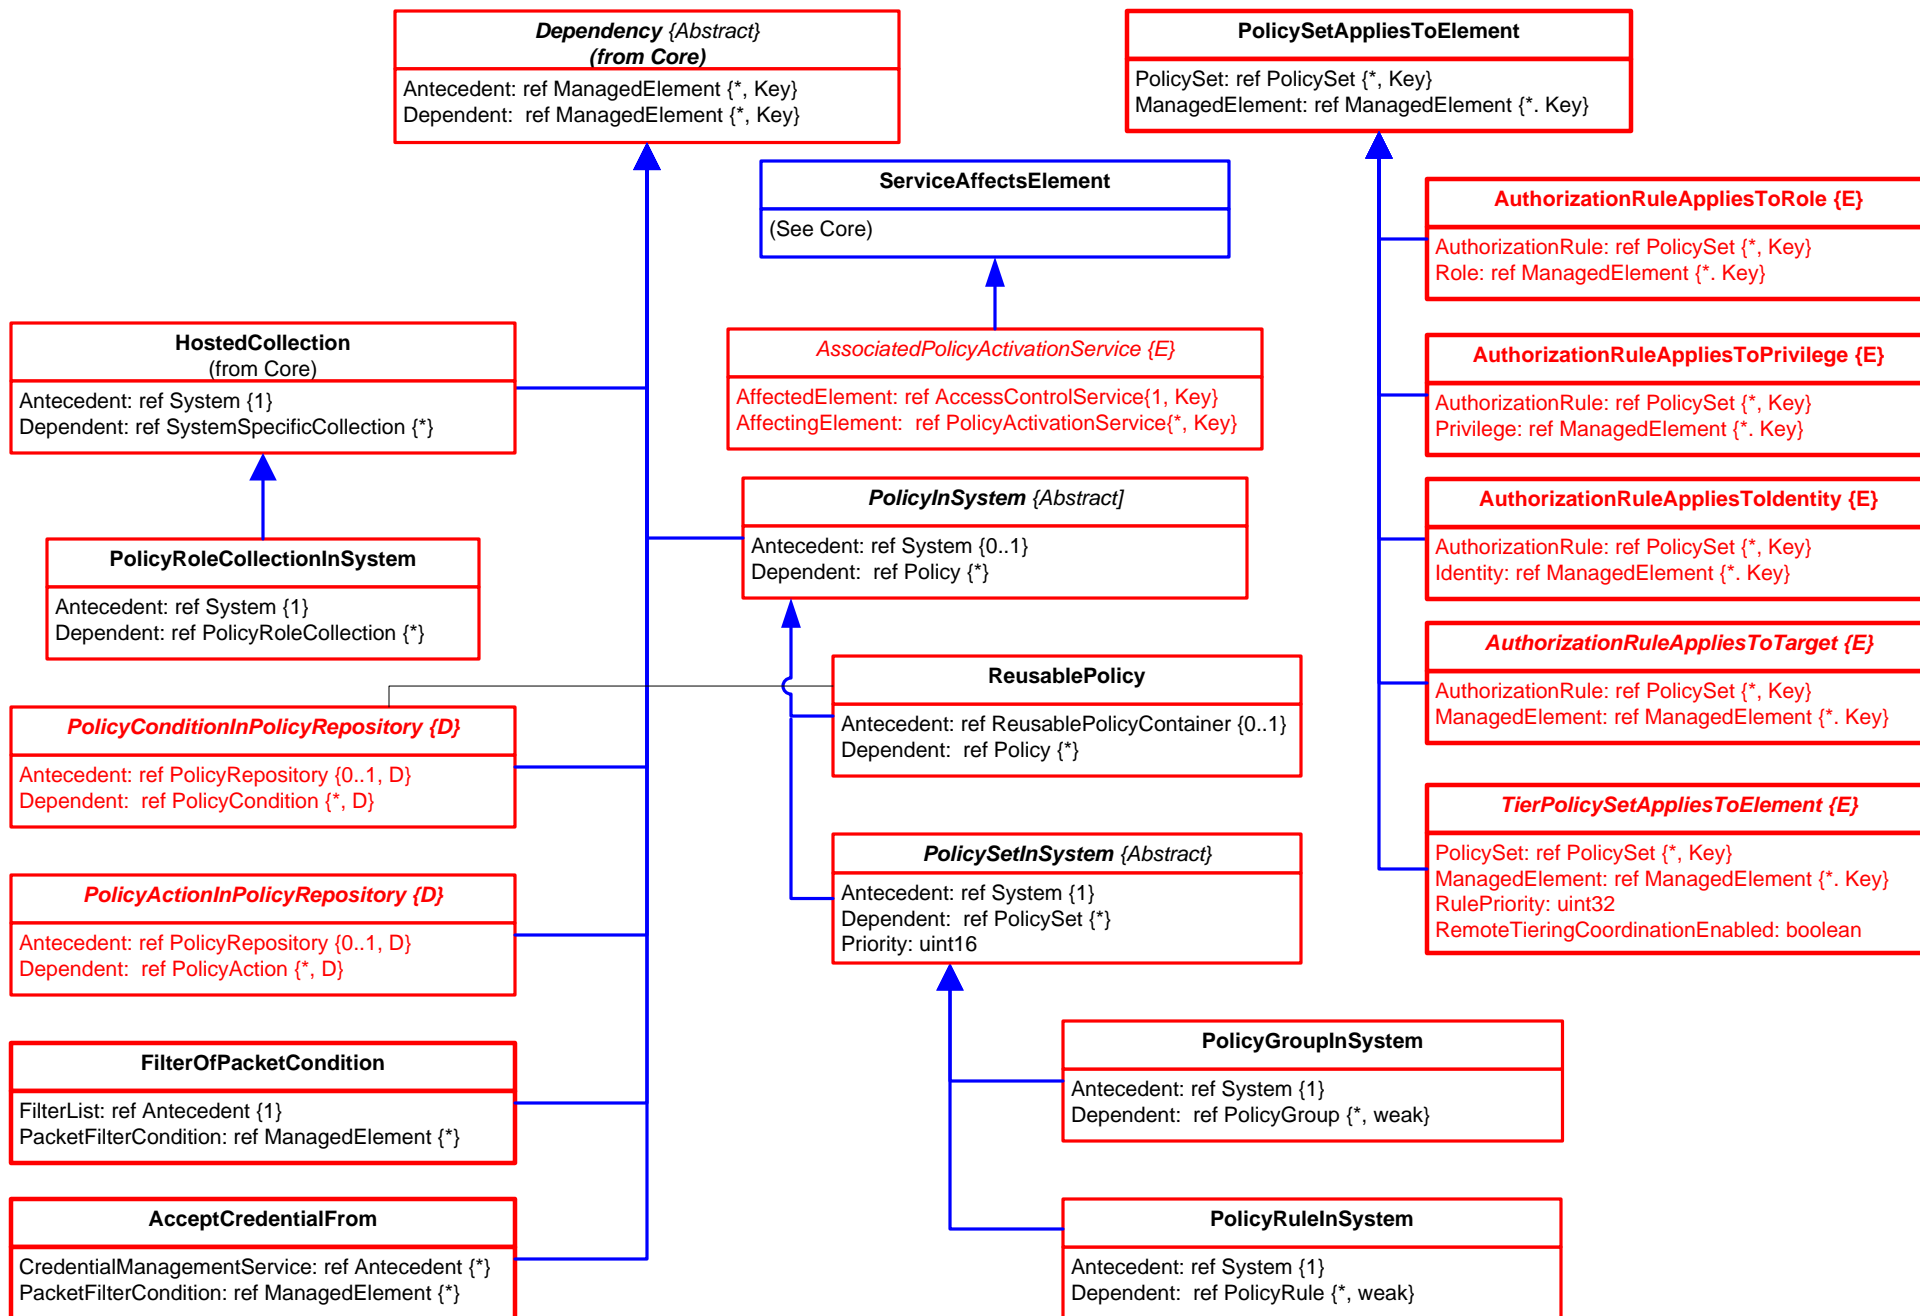 Dependency {Abstract}
(from Core)
Antecedent: ref ManagedElement {*, Key}
Dependent: ref ManagedElement {*, Key}
PolicySetAppliesToElement
PolicySet: ref PolicySet {*, Key}
ManagedElement: ref ManagedElement {*. Key}
ServiceAffectsElement
(See Core)
AuthorizationRuleAppliesToRole {E}
AuthorizationRule: ref PolicySet {*, Key}
Role: ref ManagedElement {*. Key}
HostedCollection
(from Core)
Antecedent: ref System {1}
Dependent: ref SystemSpecificCollection {*}
AssociatedPolicyActivationService {E}
AffectedElement: ref AccessControlService{1, Key}
AffectingElement: ref PolicyActivationService{*, Key}
AuthorizationRuleAppliesToPrivilege {E}
AuthorizationRule: ref PolicySet {*, Key}
Privilege: ref ManagedElement {*. Key}
PolicyInSystem {Abstract]
Antecedent: ref System {0..1}
Dependent: ref Policy {*}
AuthorizationRuleAppliesToIdentity {E}
AuthorizationRule: ref PolicySet {*, Key}
Identity: ref ManagedElement {*. Key}
PolicyRoleCollectionInSystem
Antecedent: ref System {1}
Dependent: ref PolicyRoleCollection {*}
ReusablePolicy
Antecedent: ref ReusablePolicyContainer {0..1}
Dependent: ref Policy {*}
AuthorizationRuleAppliesToTarget {E}
AuthorizationRule: ref PolicySet {*, Key}
ManagedElement: ref ManagedElement {*. Key}
PolicyConditionInPolicyRepository {D}
Antecedent: ref PolicyRepository {0..1, D}
Dependent: ref PolicyCondition {*, D}
TierPolicySetAppliesToElement {E}
PolicySet: ref PolicySet {*, Key}
ManagedElement: ref ManagedElement {*. Key}
RulePriority: uint32
RemoteTieringCoordinationEnabled: boolean
PolicySetInSystem {Abstract}
Antecedent: ref System {1}
Dependent: ref PolicySet {*}
Priority: uint16
PolicyActionInPolicyRepository {D}
Antecedent: ref PolicyRepository {0..1, D}
Dependent: ref PolicyAction {*, D}
PolicyGroupInSystem
Antecedent: ref System {1}
Dependent: ref PolicyGroup {*, weak}
FilterOfPacketCondition
FilterList: ref Antecedent {1}
PacketFilterCondition: ref ManagedElement {*}
AcceptCredentialFrom
CredentialManagementService: ref Antecedent {*}
PacketFilterCondition: ref ManagedElement {*}
PolicyRuleInSystem
Antecedent: ref System {1}
Dependent: ref PolicyRule {*, weak}